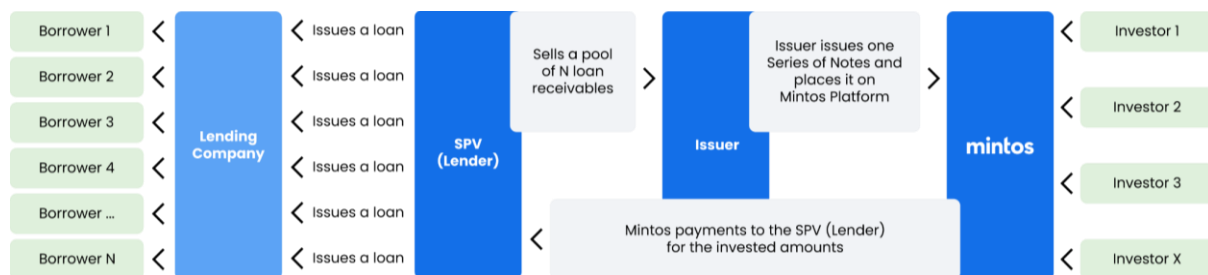 Borrower 1
Borrower 2
Borrower 3
Borrower 4
Borrower ...
Borrower N
Lending
Company
Issues a loan
Issues a loan
Issues a loan
Issues a loan
Issues a loan
Issues a loan
SPV
(Lender)
Sells a pool
of N loan
receivables
Issuer
Issuer issues one
Series of Notes and
places it on
Mintos Platform
Mintos payments to the SPV (Lender)
for the invested amounts
mintos
Investor 1
Investor 2
Investor 3
Investor X